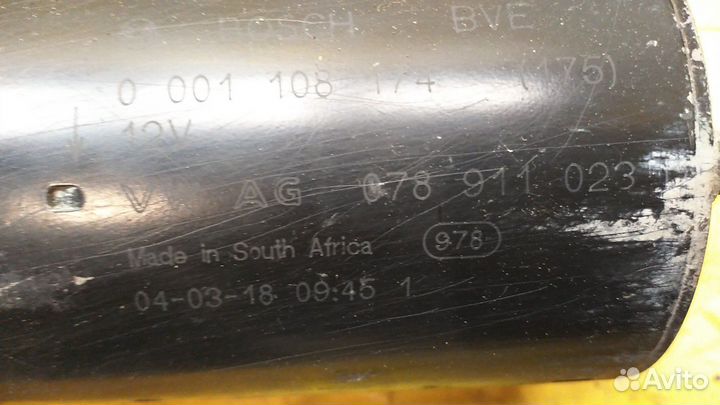 BOSCH BVE
0 001 108 174 (175)
12V
VW AG 078 911 023
Made in South Africa 978
04-03-18 09:45 1
Avito